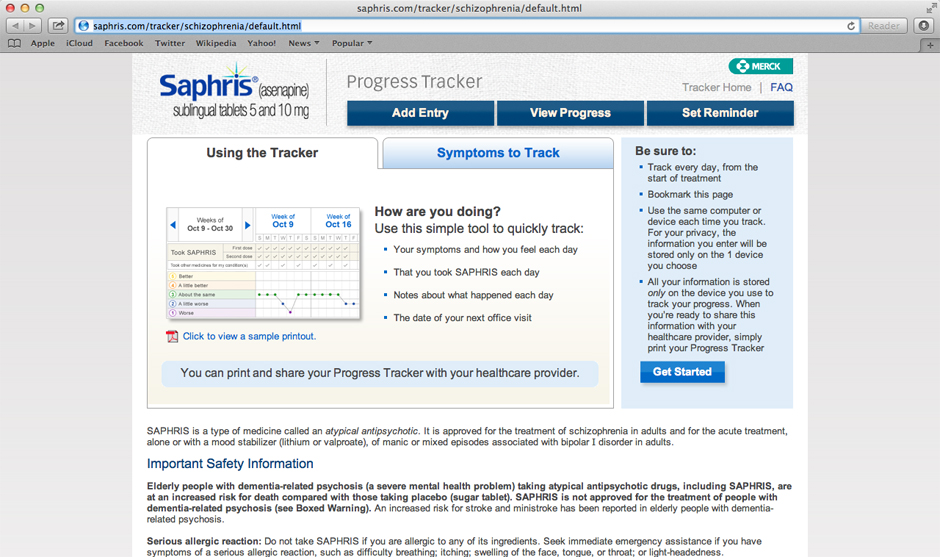 saphris.com/tracker/schizophrenia/default.html
saphris.com/tracker/schizophrenia/default.html
Reader
Apple iCloud Facebook Twitter Wikipedia Yahoo! News Popular
MERCK
Saphris® (asenapine)
sublingual tablets 5 and 10 mg
Progress Tracker
Tracker Home | FAQ
Add Entry
View Progress
Set Reminder
Using the Tracker
Symptoms to Track
Weeks of
Oct 9 - Oct 30
Week of
Oct 9
Week of
Oct 16
S M T W T F S S M T W T F
Took SAPHRIS
First dose
Second dose
Took other medicines for my condition(s)
5 Better
4 A little better
3 About the same
2 A little worse
1 Worse
Click to view a sample printout.
How are you doing?
Use this simple tool to quickly track:
Your symptoms and how you feel each day
That you took SAPHRIS each day
Notes about what happened each day
The date of your next office visit
You can print and share your Progress Tracker with your healthcare provider.
Be sure to:
Track every day, from the
start of treatment
Bookmark this page
Use the same computer or
device each time you track.
For your privacy, the
information you enter will be
stored only on the 1 device
you choose
All your information is stored
only on the device you use to
track your progress. When
you're ready to share this
information with your
healthcare provider, simply
print your Progress Tracker
Get Started
SAPHRIS is a type of medicine called an atypical antipsychotic. It is approved for the treatment of schizophrenia in adults and for the acute treatment,
alone or with a mood stabilizer (lithium or valproate), of manic or mixed episodes associated with bipolar I disorder in adults.
Important Safety Information
Elderly people with dementia-related psychosis (a severe mental health problem) taking atypical antipsychotic drugs, including SAPHRIS, are
at an increased risk for death compared with those taking placebo (sugar tablet). SAPHRIS is not approved for the treatment of people with
dementia-related psychosis (see Boxed Warning). An increased risk for stroke and ministroke has been reported in elderly people with dementia-
related psychosis.
Serious allergic reaction: Do not take SAPHRIS if you are allergic to any of its ingredients. Seek immediate emergency assistance if you have
symptoms of a serious allergic reaction, such as difficulty breathing; itching; swelling of the face, tongue, or throat; or light-headedness.